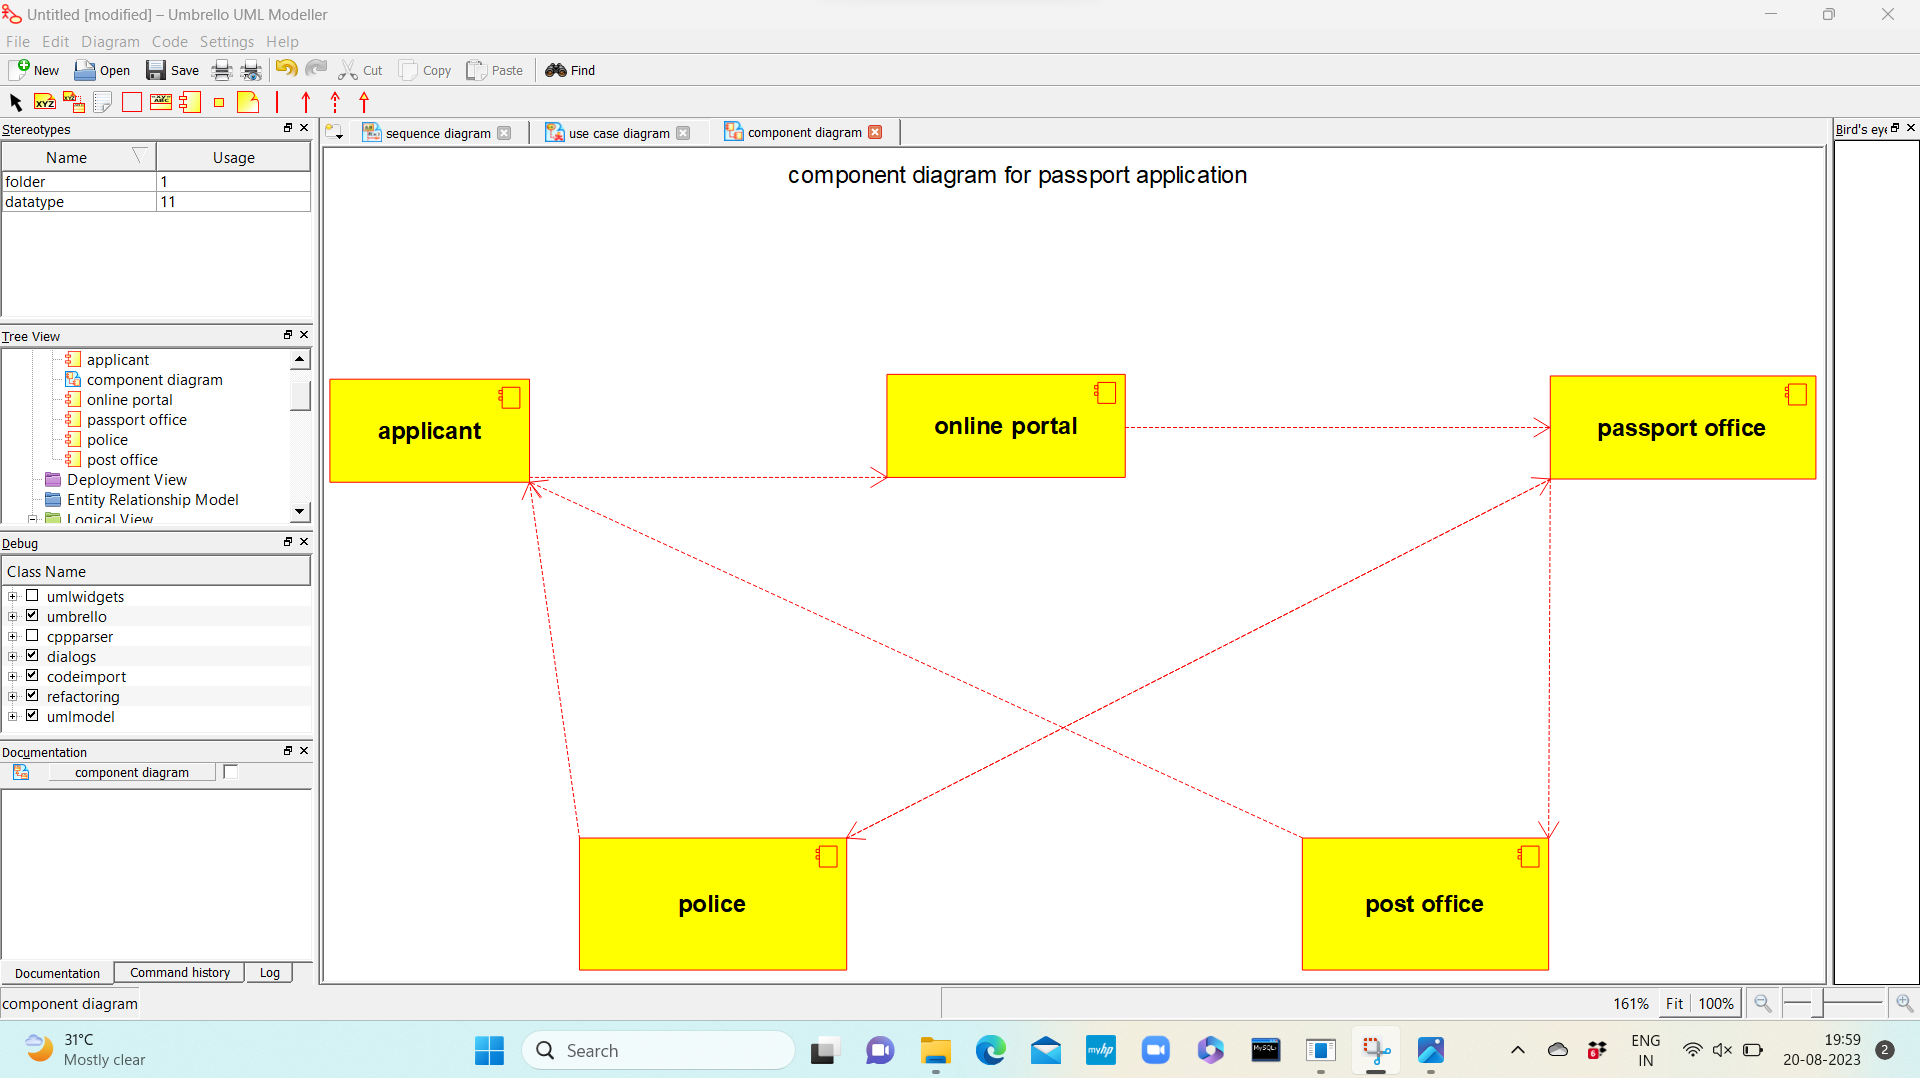 Untitled [modified] – Umbrello UML Modeller
File Edit Diagram Code Settings Help
New Open Save Cut Copy Paste Find
XYZ
Stereotypes
Name Usage
folder 1
datatype 11
Tree View
applicant
component diagram
online portal
passport office
police
post office
Deployment View
Entity Relationship Model
Logical View
Debug
Class Name
umlwidgets
umbrello
cppparser
dialogs
codeimport
refactoring
umlmodel
Documentation
component diagram
Documentation Command history Log
component diagram
sequence diagram use case diagram component diagram
component diagram for passport application
applicant
online portal
passport office
police
post office
Bird's eye
161% Fit 100%
31°C
Mostly clear
Search
myhp
MySQL
6
ENG
IN
19:59
20-08-2023
2